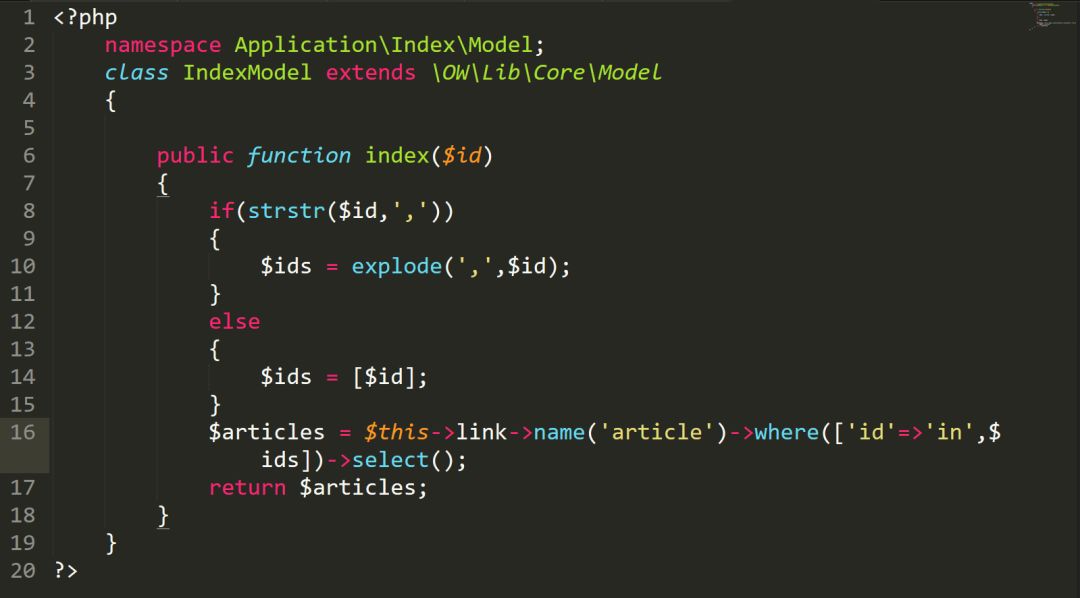 1 <?php
2 namespace Application\Index\Model;
3 class IndexModel extends \OW\Lib\Core\Model
4 {
5
6 public function index($id)
7 {
8 if(strstr($id,','))
9 {
10 $ids = explode(',',$id);
11 }
12 else
13 {
14 $ids = [$id];
15 }
16 $articles = $this->link->name('article')->where(['id'=>'in',$
ids])->select();
17 return $articles;
18 }
19 }
20 ?>